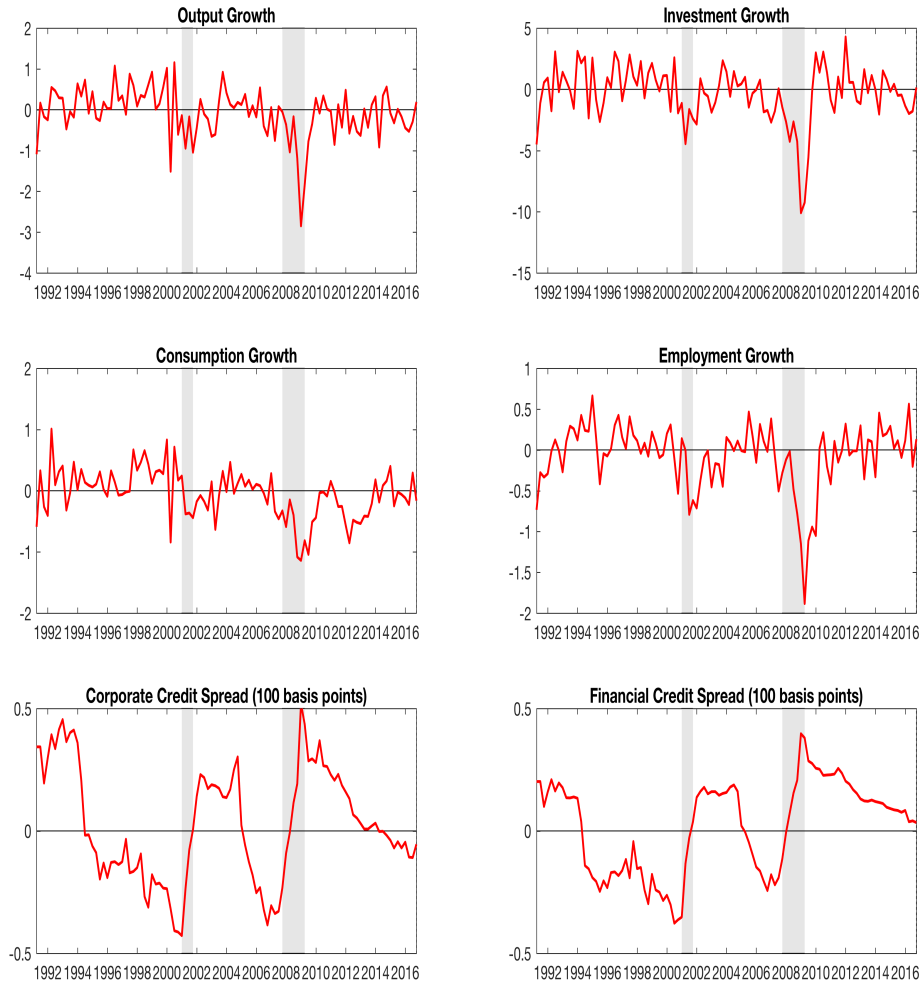 Output Growth
2
1
0
-1
-2
-3
-4
1992 1994 1996 1998 2000 2002 2004 2006 2008 2010 2012 2014 2016
Investment Growth
5
0
-5
-10
-15
1992 1994 1996 1998 2000 2002 2004 2006 2008 2010 2012 2014 2016
Consumption Growth
2
1
0
-1
-2
1992 1994 1996 1998 2000 2002 2004 2006 2008 2010 2012 2014 2016
Employment Growth
1
0.5
0
-0.5
-1
-1.5
-2
1992 1994 1996 1998 2000 2002 2004 2006 2008 2010 2012 2014 2016
Corporate Credit Spread (100 basis points)
0.5
0
-0.5
1992 1994 1996 1998 2000 2002 2004 2006 2008 2010 2012 2014 2016
Financial Credit Spread (100 basis points)
0.5
0
-0.5
1992 1994 1996 1998 2000 2002 2004 2006 2008 2010 2012 2014 2016